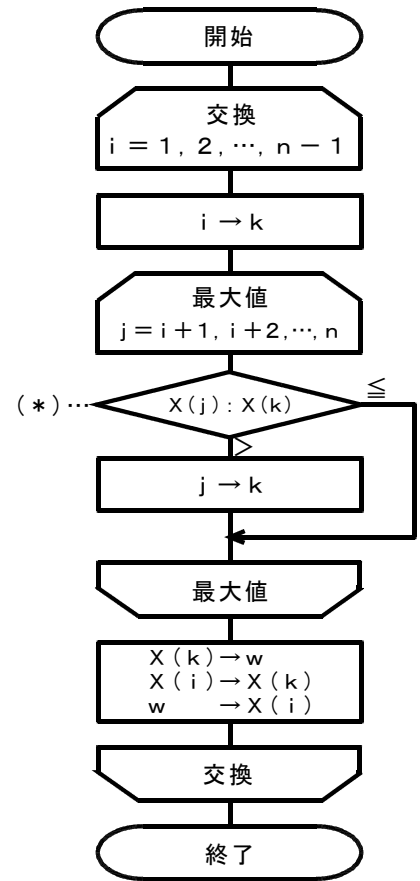 開始
交換
i = 1, 2, …, n − 1
i → k
最大値
j = i + 1, i + 2, …, n
(*)… X(j) : X(k) ≦
>
j → k
最大値
X(k) → w
X(i) → X(k)
w → X(i)
交換
終了